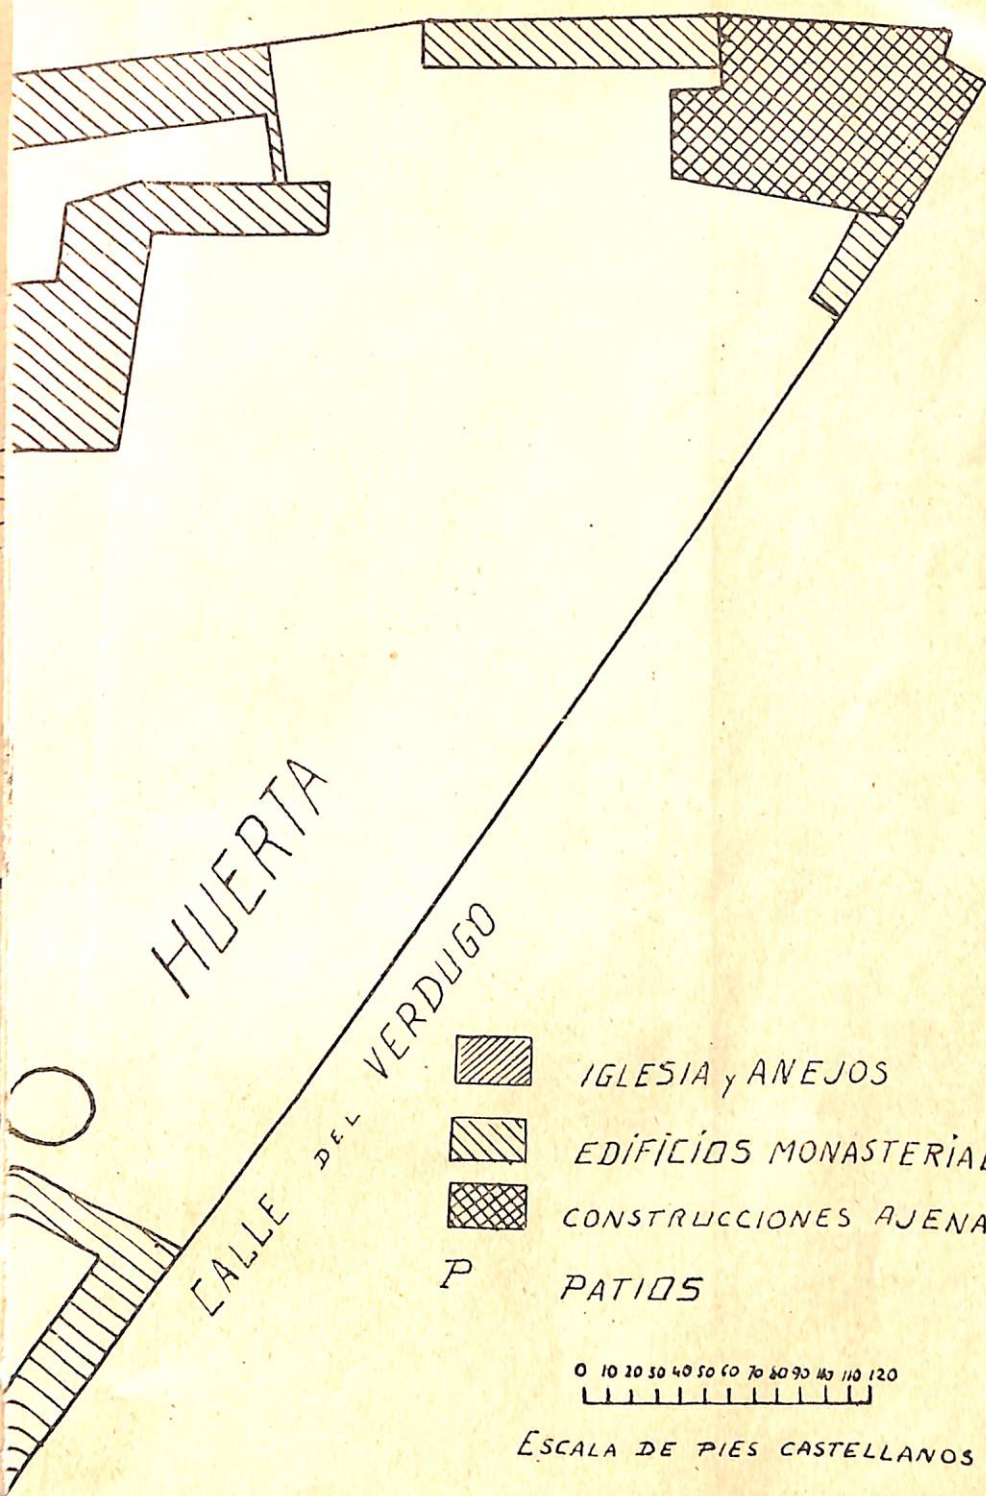 HUERTA
CALLE DEL VERDUGO
IGLESIA y ANEJOS
EDIFICIOS MONASTERIAL
CONSTRUCCIONES AJENA
P PATIOS
0 10 20 30 40 50 60 70 80 90 100 110 120
ESCALA DE PIES CASTELLANOS